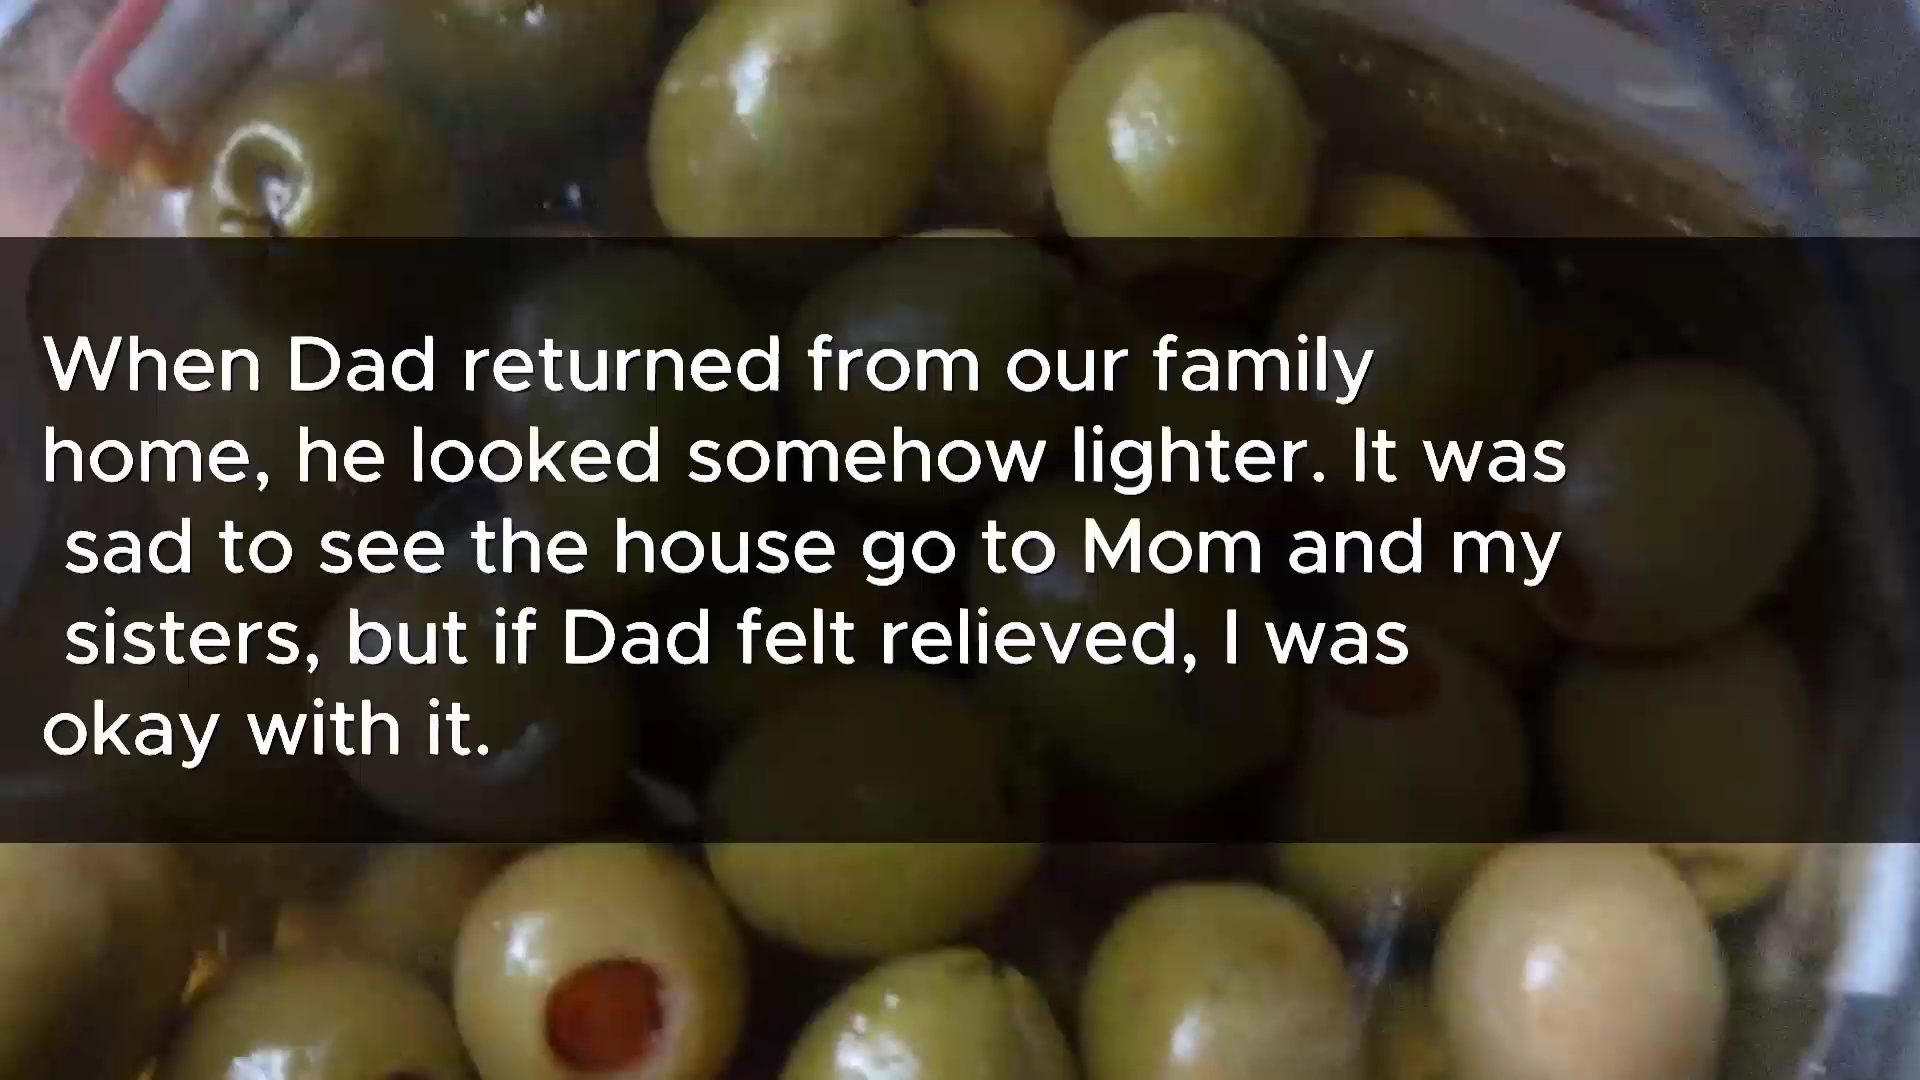 When Dad returned from our family
home, he looked somehow lighter. It was
sad to see the house go to Mom and my
sisters, but if Dad felt relieved, I was
okay with it.